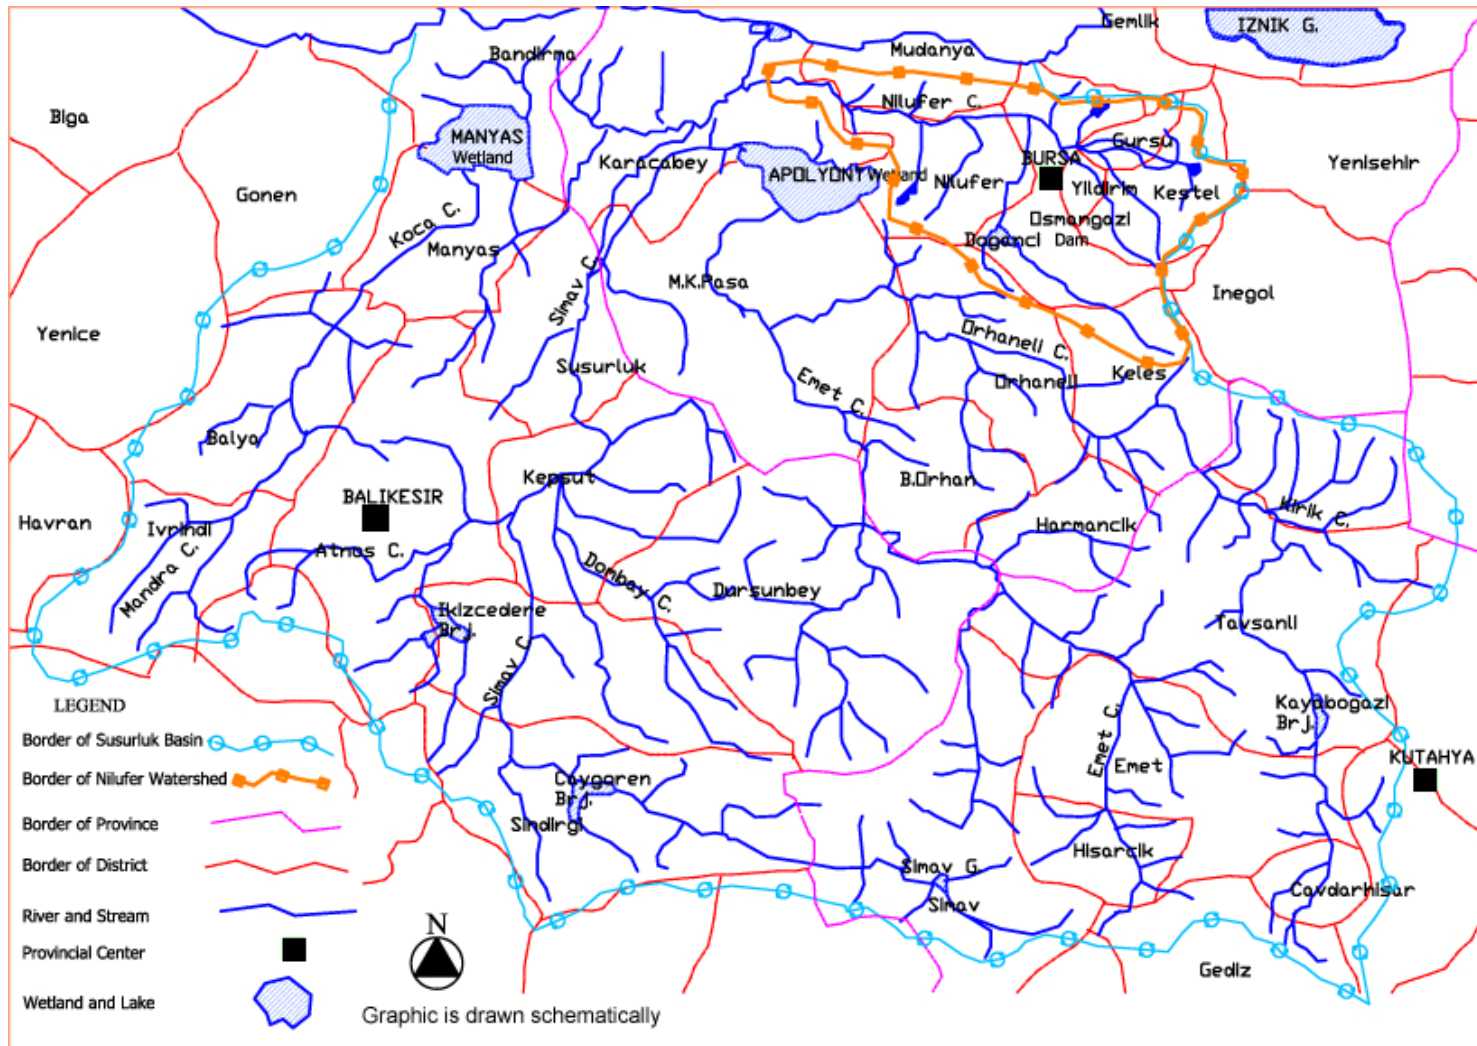 Gemlik
IZNIK G.
Mudanya
Bandirma
Biga
Nilufer C.
MANYAS
Wetland
Karacabey
BURSA
Gursu
Yenisehir
APOLYONT Wetland
Nilufer
Yildirim
Kestel
Gonen
Koca C.
Manyas
Osmangazi
Doganci Dam
Simav C.
M.K.Pasa
Inegol
Yenice
Orhaneli C.
Susurluk
Emet C.
Orhaneli
Keles
Balya
Kepsut
B.Orhan
BALIKESIR
Havran
Ivrindi
Atnos C.
Harmancik
Kirik C.
Mandra C.
Dombay C.
Dursunbey
Ikizcedere
Brj.
Tavsanli
Simav C.
Kayabogazi
Brj.
LEGEND
Border of Susurluk Basin
Emet C.
Emet
KUTAHYA
Border of Nilufer Watershed
Caygoren
Brj.
Border of Province
Sindirgi
Border of District
Hisarcik
Simav G.
Simav
Cavdarhisar
River and Stream
Provincial Center
N
Gediz
Wetland and Lake
Graphic is drawn schematically